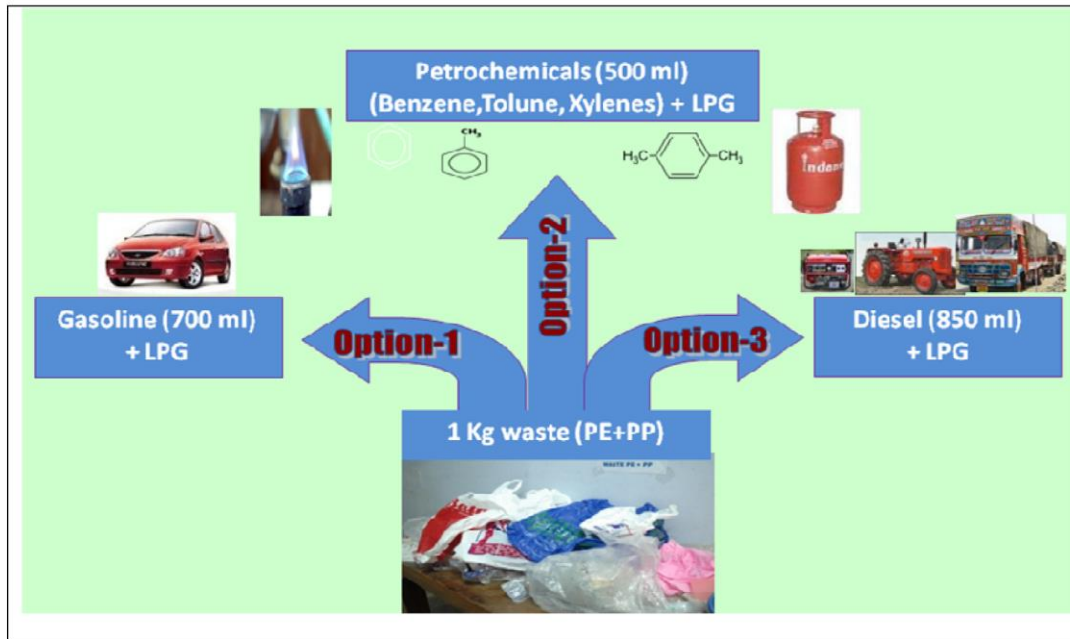 Petrochemicals (500 ml)
(Benzene,Tolune, Xylenes) + LPG
CH₃
H₃C
CH₃
Indane
Gasoline (700 ml)
+ LPG
Option-1
Option-2
Option-3
Diesel (850 ml)
+ LPG
1 Kg waste (PE+PP)
WASTE PE + PP